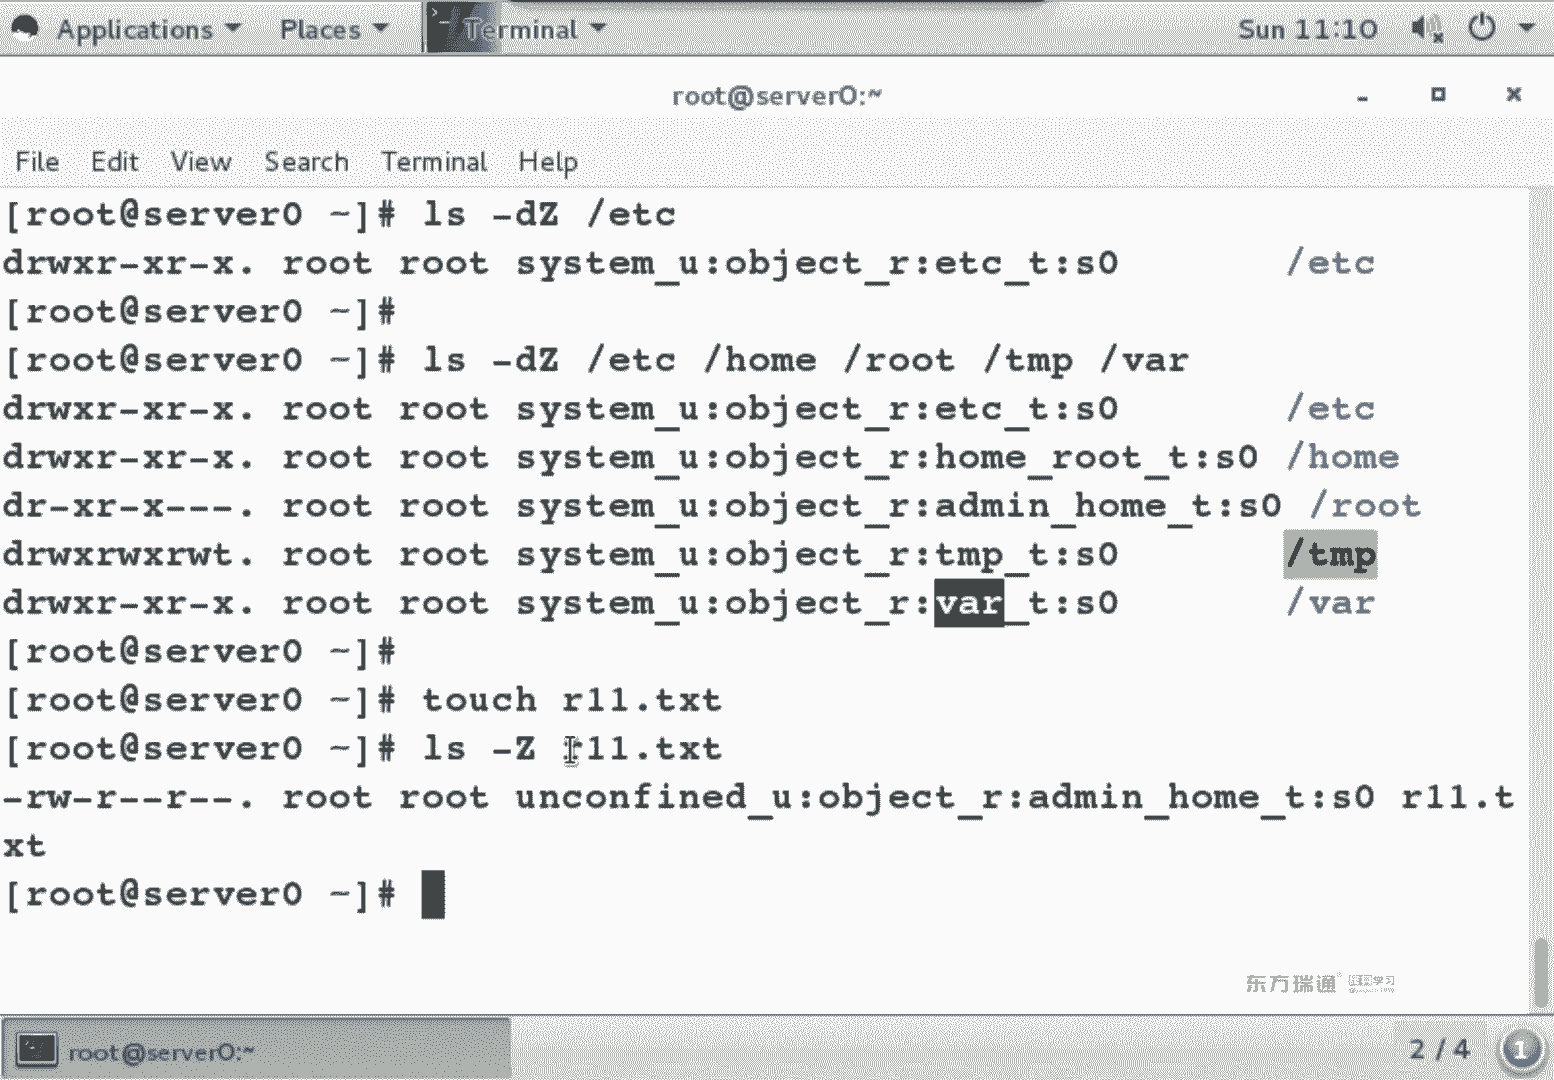 Applications Places Terminal Sun 11:10
root@server0:~
File Edit View Search Terminal Help
[root@server0 ~]# ls -dZ /etc
drwxr-xr-x. root root system_u:object_r:etc_t:s0 /etc
[root@server0 ~]#
[root@server0 ~]# ls -dZ /etc /home /root /tmp /var
drwxr-xr-x. root root system_u:object_r:etc_t:s0 /etc
drwxr-xr-x. root root system_u:object_r:home_root_t:s0 /home
dr-xr-x---. root root system_u:object_r:admin_home_t:s0 /root
drwxrwxrwt. root root system_u:object_r:tmp_t:s0 /tmp
drwxr-xr-x. root root system_u:object_r:var_t:s0 /var
[root@server0 ~]#
[root@server0 ~]# touch r11.txt
[root@server0 ~]# ls -Z r11.txt
-rw-r--r--. root root unconfined_u:object_r:admin_home_t:s0 r11.t
xt
[root@server0 ~]#
东方瑞通
root@server0:~ 2 / 4 1